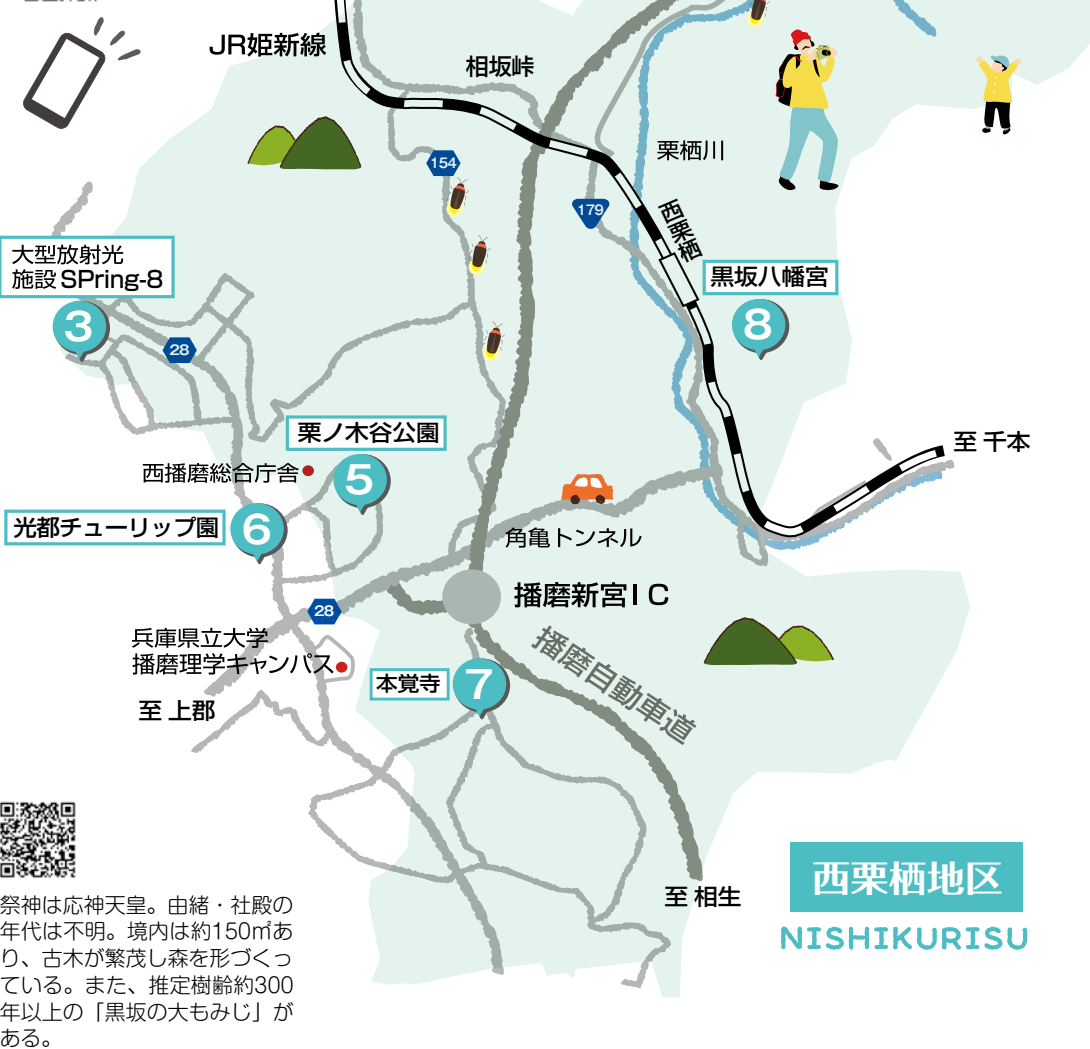 JR姫新線
相坂峠
栗栖川
154
179
西栗栖
大型放射光
施設 SPring-8
3
28
黒坂八幡宮
8
栗ノ木谷公園
西播磨総合庁舎
5
至 千本
光都チューリップ園
6
角亀トンネル
播磨新宮IC
28
兵庫県立大学
播磨理学キャンパス
播磨自動車道
本覚寺
7
至 上郡
至 相生
西栗栖地区
NISHIKURISU
祭神は応神天皇。由緒・社殿の
年代は不明。境内は約150㎡あ
り、古木が繁茂し森を形づくっ
ている。また、推定樹齢約300
年以上の「黒坂の大もみじ」が
ある。